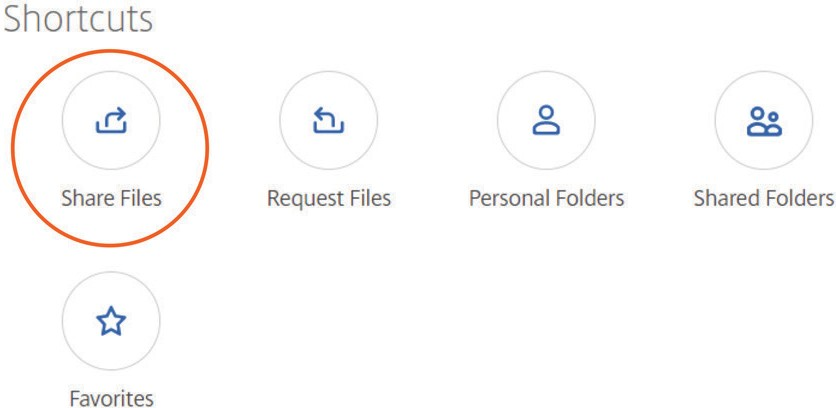 Shortcuts
Share Files
Request Files
Personal Folders
Shared Folders
Favorites